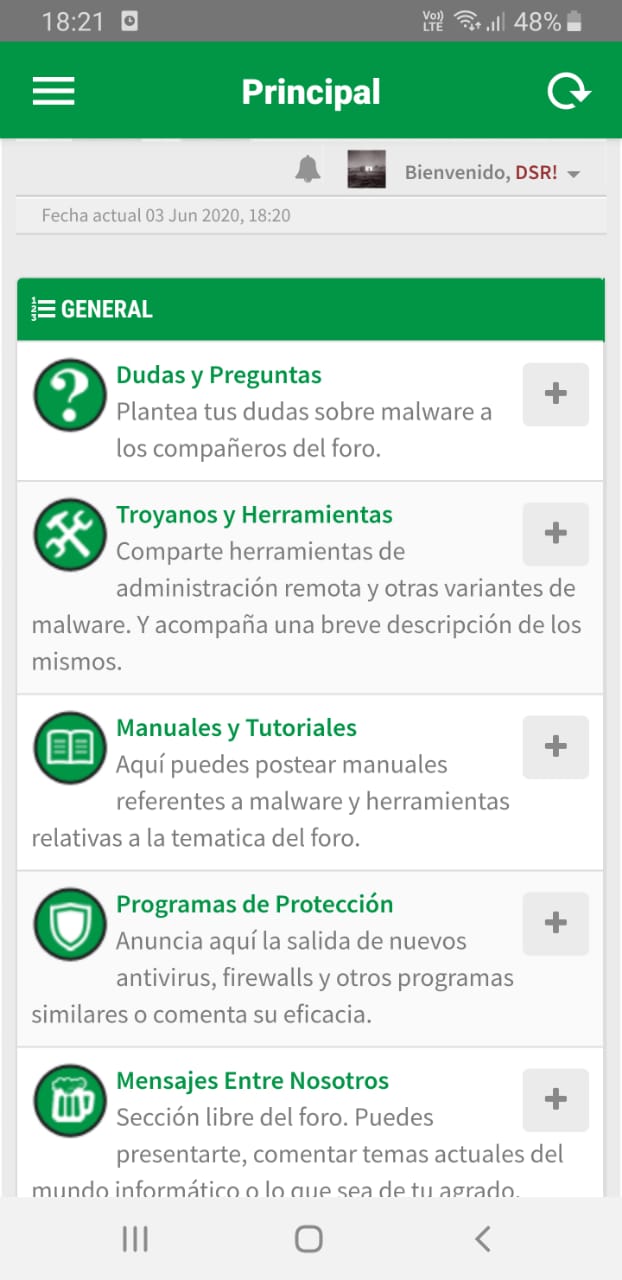 18:21
Vo))
LTE
48%
Principal
Bienvenido, DSR!
Fecha actual 03 Jun 2020, 18:20
GENERAL
Dudas y Preguntas
Plantea tus dudas sobre malware a
los compañeros del foro.
Troyanos y Herramientas
Comparte herramientas de
administración remota y otras variantes de
malware. Y acompaña una breve descripción de los
mismos.
Manuales y Tutoriales
Aquí puedes postear manuales
referentes a malware y herramientas
relativas a la tematica del foro.
Programas de Protección
Anuncia aquí la salida de nuevos
antivirus, firewalls y otros programas
similares o comenta su eficacia.
Mensajes Entre Nosotros
Sección libre del foro. Puedes
presentarte, comentar temas actuales del
mundo informático o lo que sea de tu agrado.